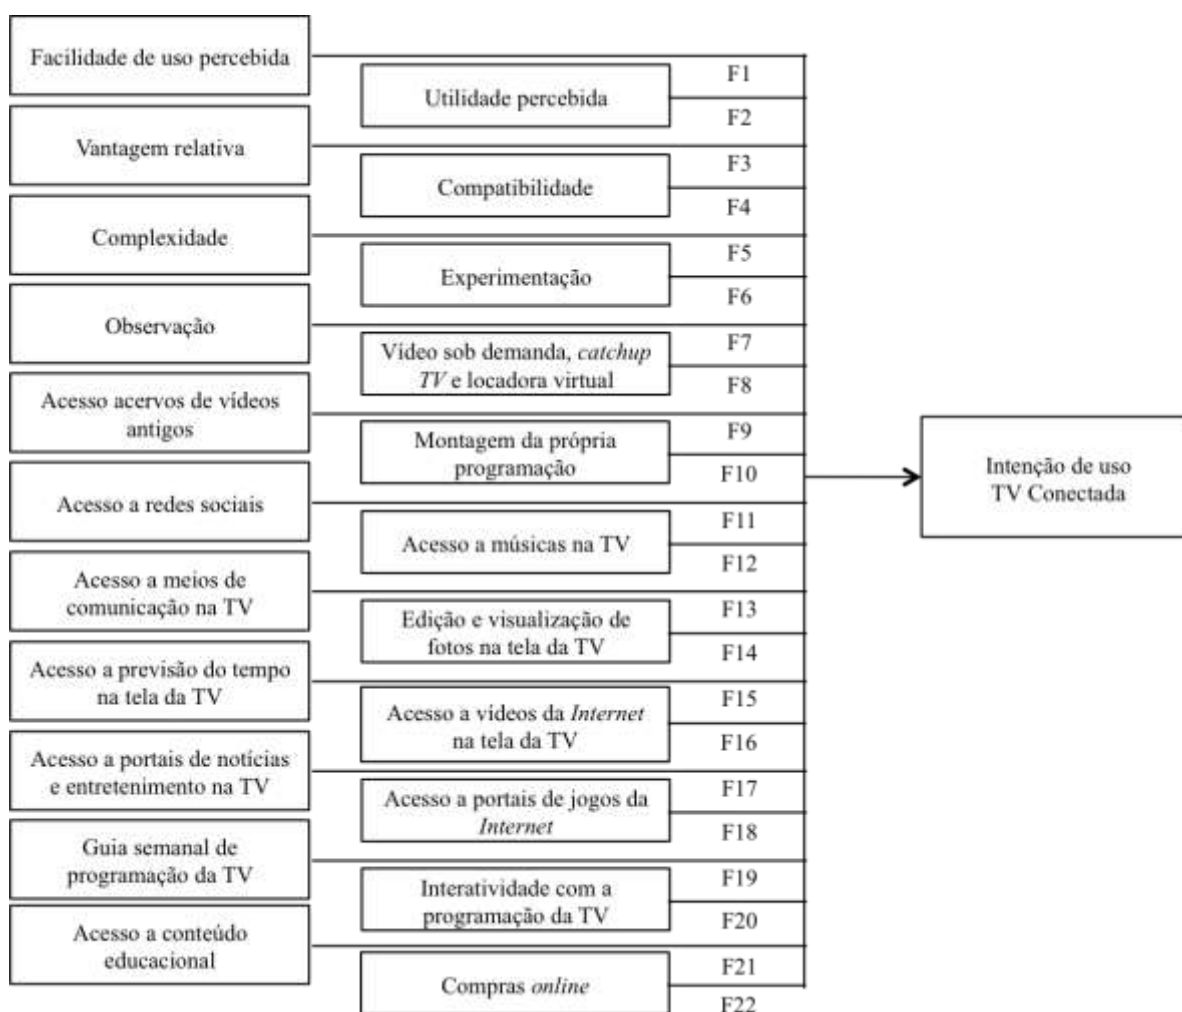 Facilidade de uso percebida
F1
Utilidade percebida
F2
Vantagem relativa
F3
Compatibilidade
F4
Complexidade
F5
Experimentação
F6
Observação
F7
Vídeo sob demanda, catchup
TV e locadora virtual
F8
Acesso acervos de vídeos
antigos
F9
Montagem da própria
programação
F10
Intenção de uso
TV Conectada
Acesso a redes sociais
F11
Acesso a músicas na TV
F12
Acesso a meios de
comunicação na TV
F13
Edição e visualização de
fotos na tela da TV
F14
Acesso a previsão do tempo
na tela da TV
F15
Acesso a vídeos da Internet
na tela da TV
F16
Acesso a portais de notícias
e entretenimento na TV
F17
Acesso a portais de jogos da
Internet
F18
Guia semanal de
programação da TV
F19
Interatividade com a
programação da TV
F20
Acesso a conteúdo
educacional
F21
Compras online
F22